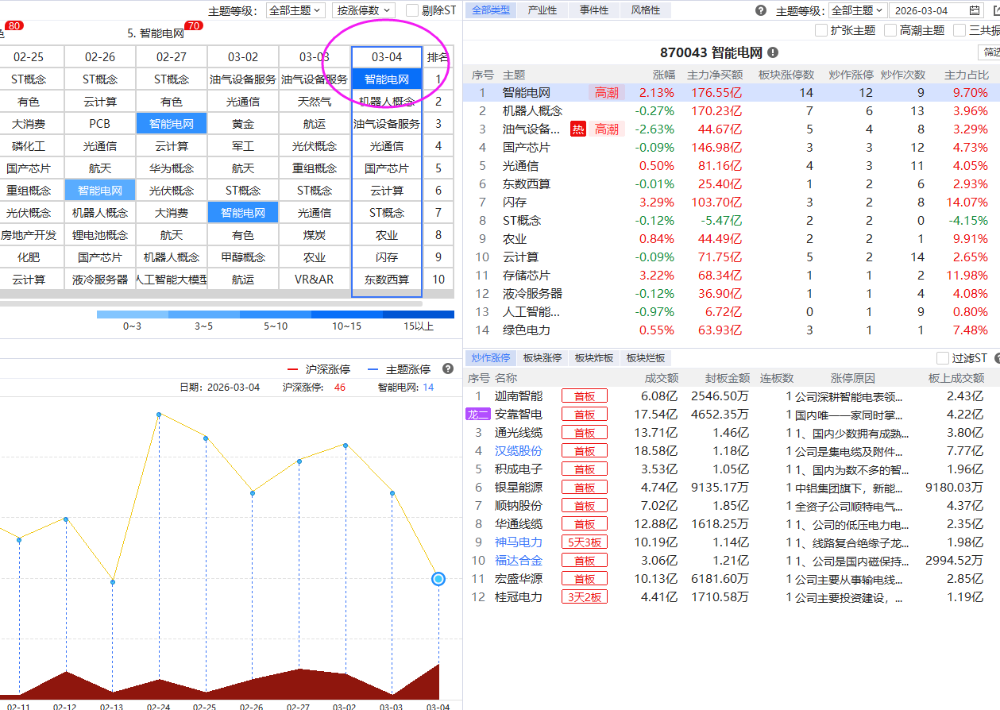 主题等级: 全部主题 按涨停数 剔除ST
色 80
5. 智能电网 70
02-25 02-26 02-27 03-02 03-03 03-04 排名
ST概念 ST概念 ST概念 油气设备服务 油气设备服务 智能电网 1
有色 云计算 有色 光通信 天然气 机器人概念 2
大消费 PCB 智能电网 黄金 航运 油气设备服务 3
磷化工 光通信 云计算 军工 光伏概念 光通信 4
国产芯片 航天 华为概念 航天 重组概念 国产芯片 5
重组概念 智能电网 光伏概念 ST概念 ST概念 云计算 6
光伏概念 机器人概念 大消费 智能电网 光通信 ST概念 7
房地产开发 锂电池概念 航天 有色 煤炭 农业 8
化肥 国产芯片 机器人概念 甲醇概念 农业 闪存 9
云计算 液冷服务器 人工智能大模型 航运 VR&AR 东数西算 10
0~3 3~5 5~10 10~15 15以上
沪深涨停 主题涨停 ?
日期: 2026-03-04 沪深涨停: 46 智能电网: 14
02-11 02-12 02-13 02-24 02-25 02-26 02-27 03-02 03-03 03-04
全部类型 产业性 事件性 风格性 ? 主题等级: 全部主题 2026-03-04
扩张主题 高潮主题 三共振
870043 智能电网 ! 筛选
序号 主题 涨幅 主力净买额 板块涨停数 炒作涨停 炒作次数 主力占比
1 智能电网 高潮 2.13% 176.55亿 14 12 9 9.70%
2 机器人概念 -0.27% 170.23亿 7 6 13 3.96%
3 油气设备... 热 高潮 -2.63% 44.67亿 5 4 8 3.29%
4 国产芯片 -0.09% 146.98亿 3 3 12 4.73%
5 光通信 0.50% 81.16亿 4 3 11 4.05%
6 东数西算 -0.01% 25.40亿 1 2 6 2.93%
7 闪存 3.29% 103.70亿 3 2 8 14.07%
8 ST概念 -0.12% -5.47亿 2 2 0 -4.15%
9 农业 0.84% 44.49亿 2 2 1 9.91%
10 云计算 -0.09% 71.75亿 5 2 14 2.65%
11 存储芯片 3.22% 68.34亿 1 1 2 11.98%
12 液冷服务器 -0.12% 36.90亿 1 1 4 4.08%
13 人工智能... -0.97% 6.72亿 0 1 9 0.80%
14 绿色电力 0.55% 63.93亿 3 1 1 7.48%
炒作涨停 板块涨停 板块炸板 板块烂板 过滤ST ?
序号 名称 成交额 封板金额 连板数 涨停原因 板上成交额
1 迦南智能 首板 6.08亿 2546.50万 1 公司深耕智能电表领... 2.43亿
龙二 安靠智电 首板 17.54亿 4652.35万 1 国内唯一一家同时掌... 4.22亿
3 通光线缆 首板 13.71亿 1.46亿 1 1、国内少数拥有成熟... 3.80亿
4 汉缆股份 首板 18.58亿 1.18亿 1 公司是集电缆及附件... 7.77亿
5 积成电子 首板 3.53亿 1.05亿 1 1、国内为数不多的智... 1.96亿
6 银星能源 首板 4.74亿 9135.17万 1 中铝集团旗下，新能... 9180.03万
7 顺钠股份 首板 7.02亿 1.85亿 1 全资子公司顺特电气... 4.37亿
8 华通线缆 首板 12.88亿 1618.25万 1 1、公司的低压电力电... 2.35亿
9 神马电力 5天3板 10.19亿 1.14亿 1 1、线路复合绝缘子龙... 1.98亿
10 福达合金 首板 3.06亿 1.21亿 1 1、公司是国内磁保持... 2994.52万
11 宏盛华源 首板 10.13亿 6181.60万 1 公司主要从事输电线... 2.85亿
12 桂冠电力 3天2板 4.41亿 1710.58万 1 公司主要投资建设，... 1.19亿